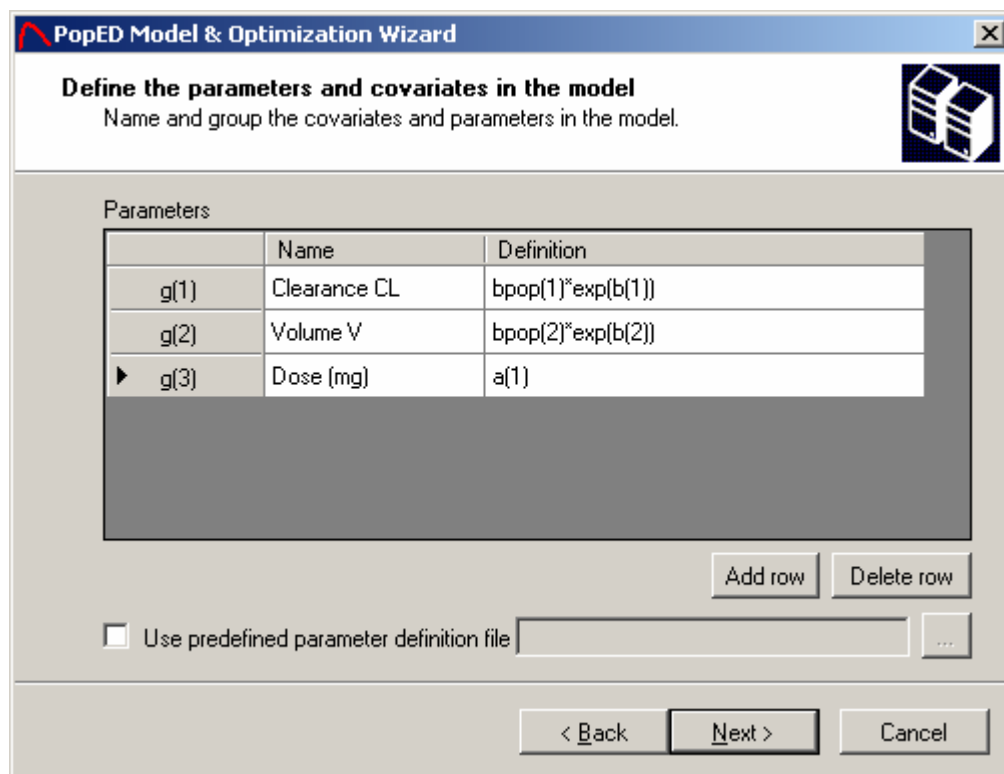 PopED Model & Optimization Wizard
Define the parameters and covariates in the model
Name and group the covariates and parameters in the model.
Parameters
Name Definition
g(1) Clearance CL bpop(1)*exp(b(1))
g(2) Volume V bpop(2)*exp(b(2))
g(3) Dose (mg) a(1)
Add row Delete row
Use predefined parameter definition file ...
< Back Next > Cancel